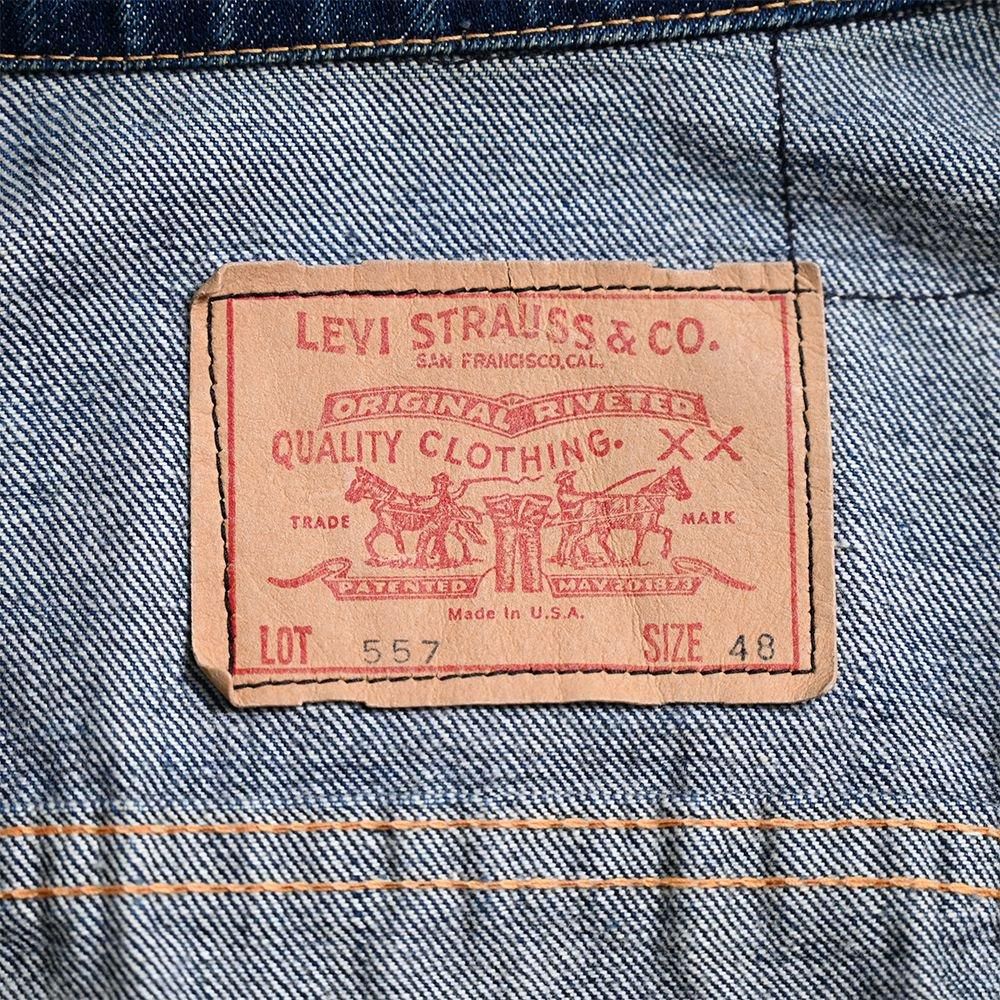 LEVI STRAUSS & CO.
SAN FRANCISCO, CAL.
ORIGINAL RIVETED
QUALITY CLOTHING. XX
TRADE MARK
PATENTED MAY 20 1873
Made in U.S.A.
LOT 557 SIZE 48